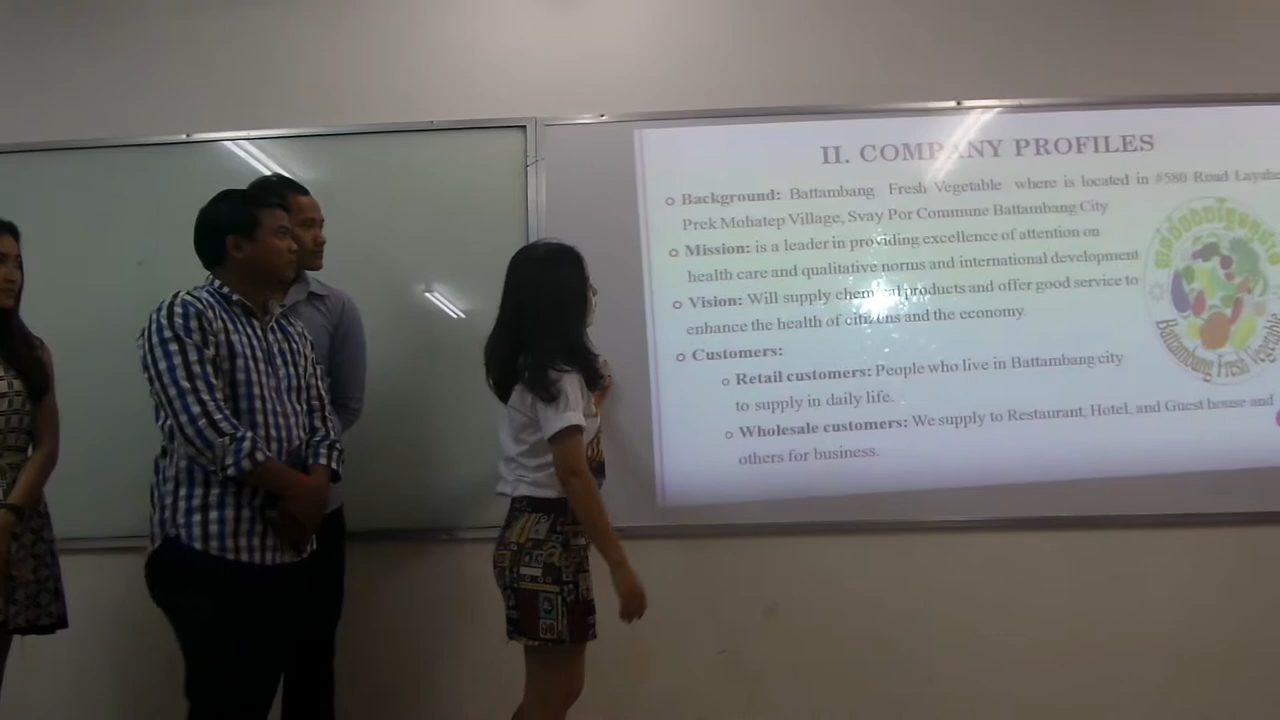 II. COMPANY PROFILES
Background: Battambang Fresh Vegetable where is located in #580 Road
Prek Mohatep Village, Svay Por Commune Battambang City
Mission: is a leader in providing excellence of attention on
health care and qualitative norms and international development
Vision: Will supply chemical products and offer good service to
enhance the health of citizens and the economy.
Customers:
Retail customers: People who live in Battambang city
to supply in daily life.
Wholesale customers: We supply to Restaurant, Hotel, and Guest house and
others for business.
Battambang Fresh Vegetable